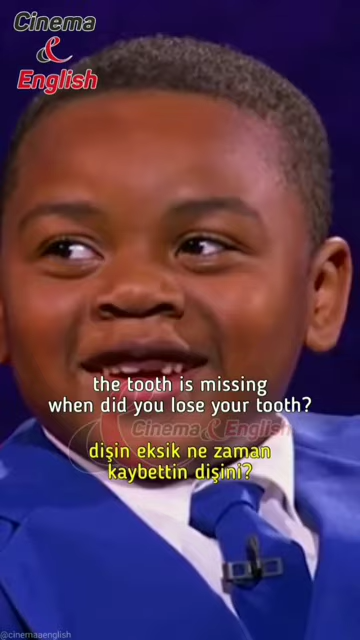 Cinema
&
English
the tooth is missing
when did you lose your tooth?
Cinema & English
dişin eksik ne zaman
kaybettin dişini?
@cinemaaenglish